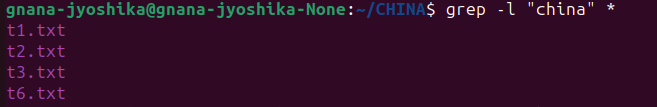 gnana-jyoshika@gnana-jyoshika-None:~/CHINA$ grep -l "china" *
t1.txt
t2.txt
t3.txt
t6.txt